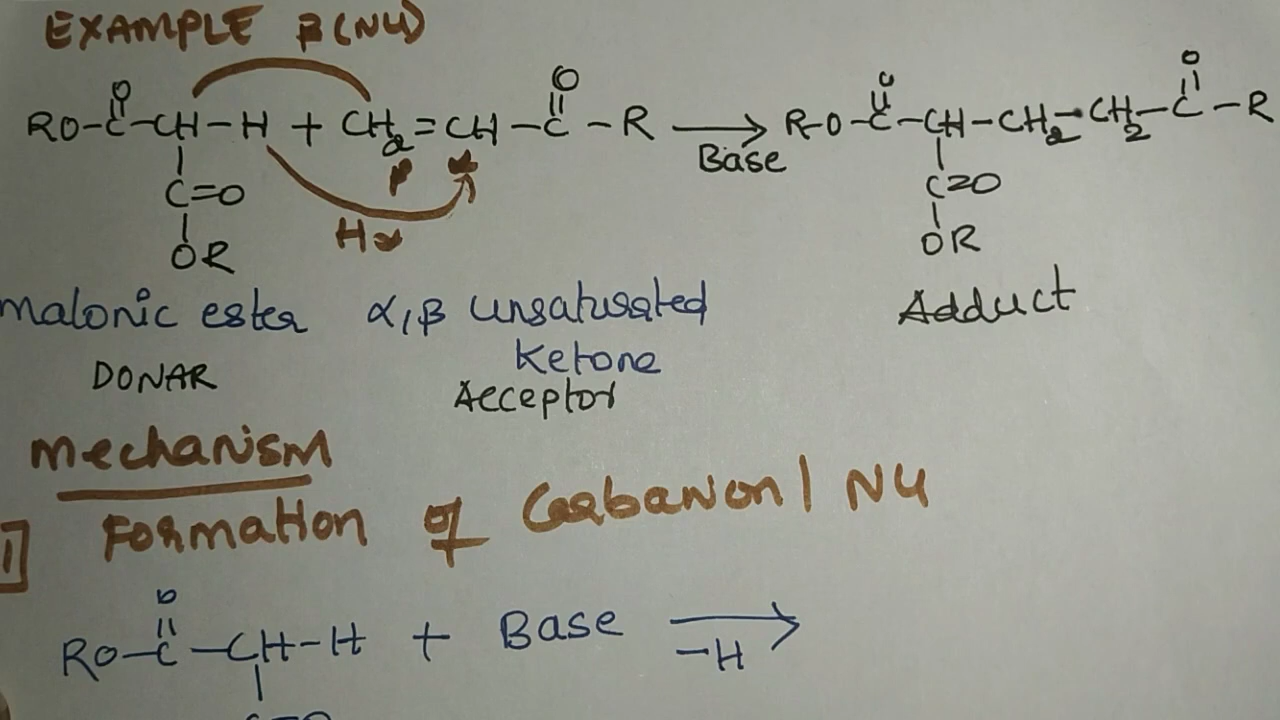 EXAMPLE β(NU)
O O O O
RO-C-CH-H + CH2=CH-C-R → R-O-C-CH-CH2-CH2-C-R
β α Base
C=O C=O
Hα
OR OR
malonic ester α,β unsaturated Adduct
Ketone
DONAR Acceptor
Mechanism
1] Formation of Carbanion | NU
O
RO-C-CH-H + Base →
-H
C=O